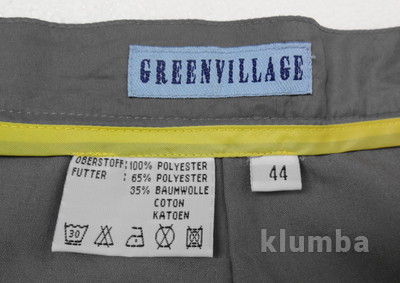 GREENVILLAGE
OBERSTOFF: 100% POLYESTER
FUTTER : 65% POLYESTER
35% BAUMWOLLE
COTON
KATOEN
44
30
klumba